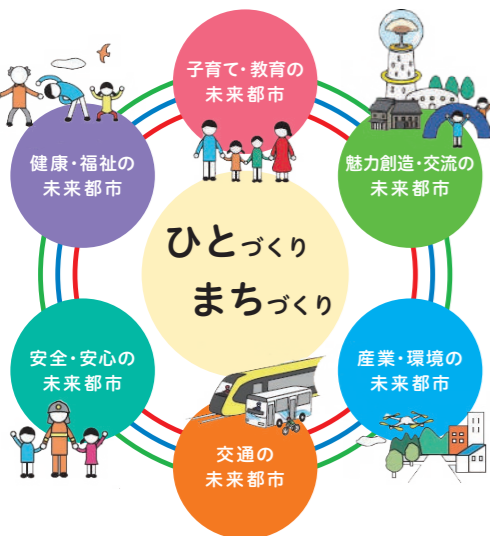 子育て・教育の
未来都市
健康・福祉の
未来都市
魅力創造・交流の
未来都市
ひとづくり
まちづくり
安全・安心の
未来都市
産業・環境の
未来都市
交通の
未来都市